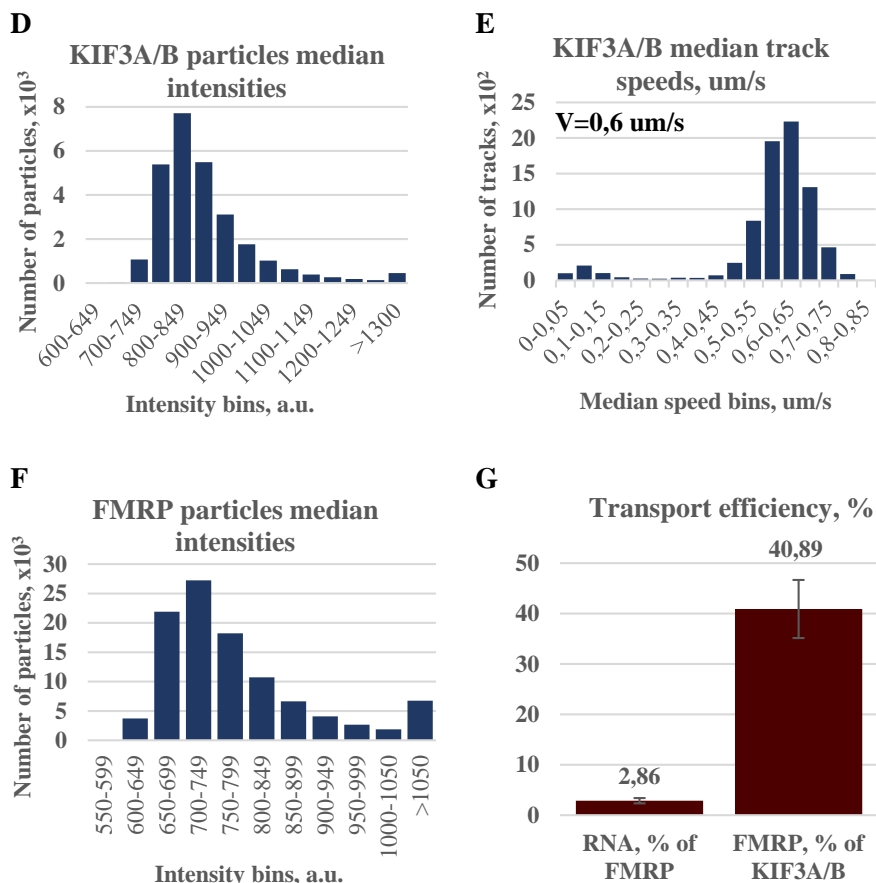 D
KIF3A/B particles median
intensities
Number of particles, x10³
8
6
4
2
0
600-649
700-749
800-849
900-949
1000-1049
1100-1149
1200-1249
>1300
Intensity bins, a.u.
E
KIF3A/B median track
speeds, um/s
V=0,6 um/s
Number of tracks, x10²
25
20
15
10
5
0
0-0,05
0,1-0,15
0,2-0,25
0,3-0,35
0,4-0,45
0,5-0,55
0,6-0,65
0,7-0,75
0,8-0,85
Median speed bins, um/s
F
FMRP particles median
intensities
Number of particles, x10³
30
25
20
15
10
5
0
550-599
600-649
650-699
700-749
750-799
800-849
850-899
900-949
950-999
1000-1050
>1050
Intensity bins, a.u.
G
Transport efficiency, %
50
40
30
20
10
0
2,86
40,89
RNA, % of
FMRP
FMRP, % of
KIF3A/B